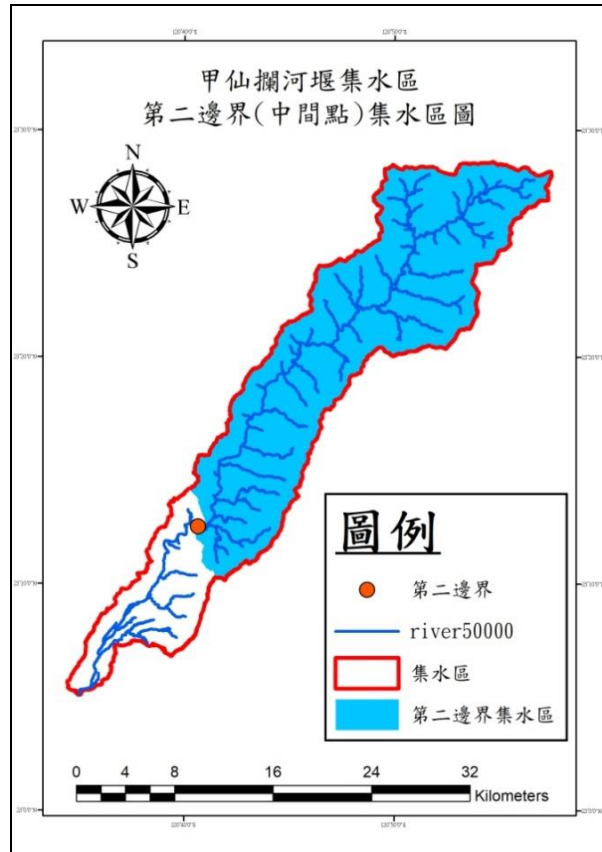 甲仙攔河堰集水區
第二邊界(中間點)集水區圖
N
W E
S
圖例
第二邊界
river50000
集水區
第二邊界集水區
0 4 8 16 24 32
Kilometers